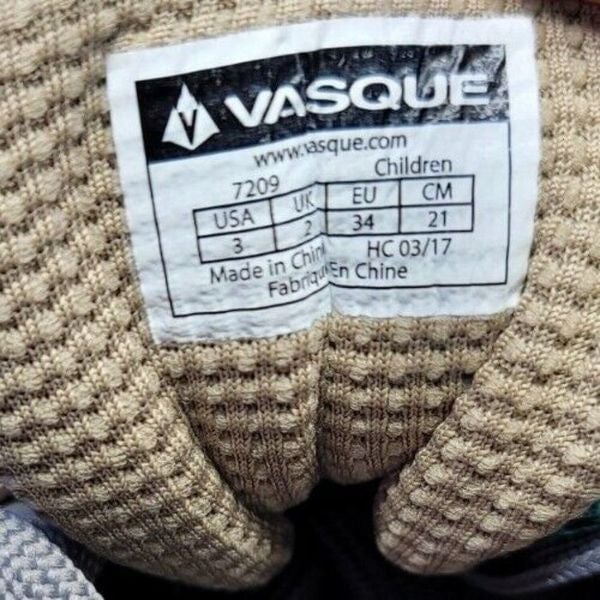 V VASQUE
www.vasque.com
7209 Children
USA UK EU CM
3 2 34 21
HC 03/17
Made in China
Fabriqué En Chine